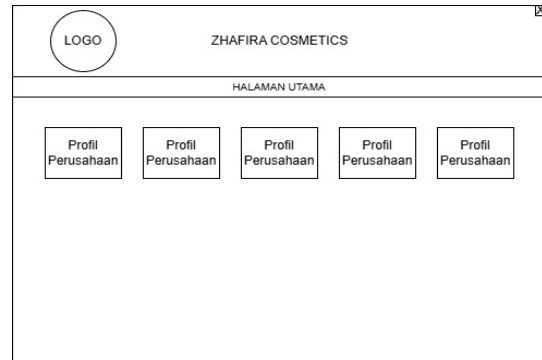 LOGO
ZHAFIRA COSMETICS
HALAMAN UTAMA
Profil
Perusahaan
Profil
Perusahaan
Profil
Perusahaan
Profil
Perusahaan
Profil
Perusahaan